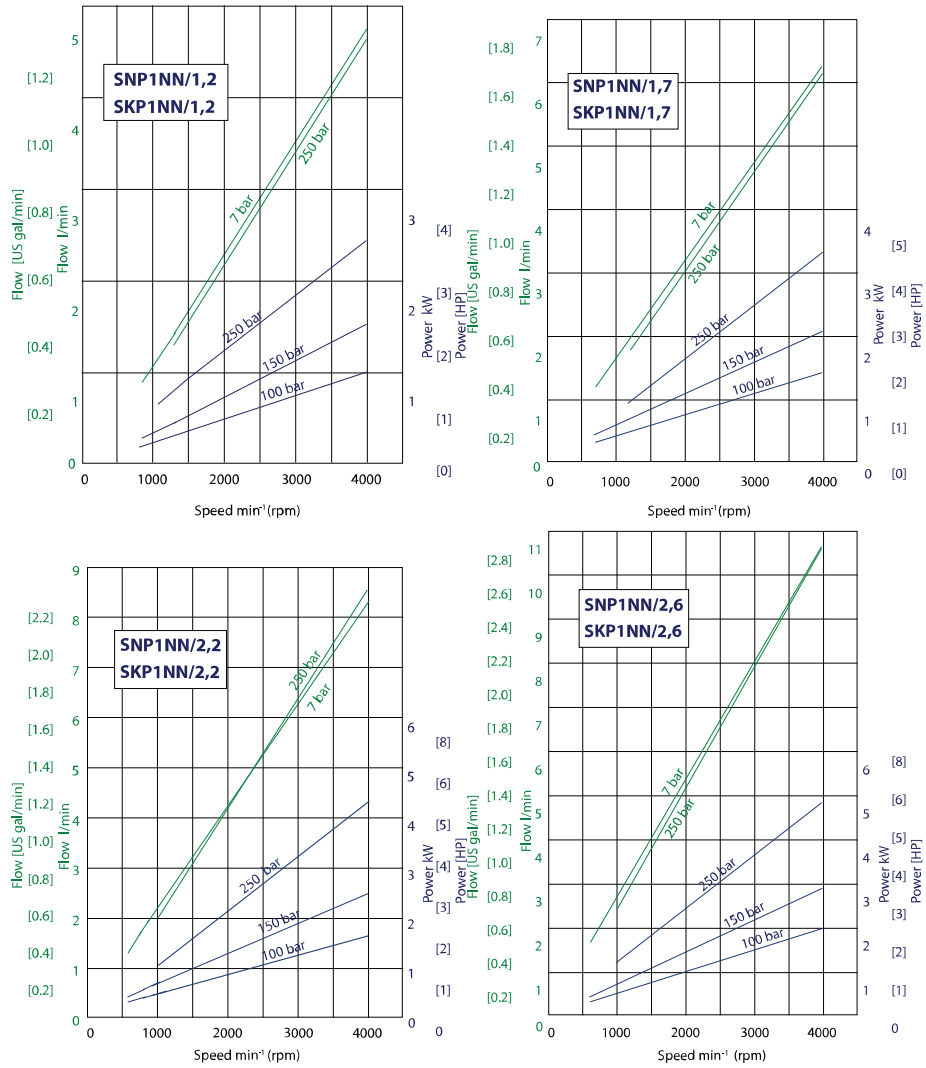 SNP1NN/1,2
SKP1NN/1,2
Flow [US gal/min]
[1.2]
[1.0]
[0.8]
[0.6]
[0.4]
[0.2]
Flow l/min
5
4
3
2
1
0
7 bar
250 bar
250 bar
150 bar
100 bar
Power kW
3
2
1
Power [HP]
[4]
[3]
[2]
[1]
[0]
0 1000 2000 3000 4000
Speed min-1 (rpm)
SNP1NN/1,7
SKP1NN/1,7
Flow [US gal/min]
[1.8]
[1.6]
[1.4]
[1.2]
[1.0]
[0.8]
[0.6]
[0.4]
[0.2]
Flow l/min
7
6
5
4
3
2
1
0
7 bar
250 bar
250 bar
150 bar
100 bar
Power kW
4
3
2
1
0
Power [HP]
[5]
[4]
[3]
[2]
[1]
[0]
0 1000 2000 3000 4000
Speed min-1 (rpm)
SNP1NN/2,2
SKP1NN/2,2
Flow [US gal/min]
[2.2]
[2.0]
[1.8]
[1.6]
[1.4]
[1.2]
[1.0]
[0.8]
[0.6]
[0.4]
[0.2]
Flow l/min
9
8
7
6
5
4
3
2
1
0
250 bar
7 bar
250 bar
150 bar
100 bar
Power kW
6
5
4
3
2
1
0
Power [HP]
[8]
[6]
[5]
[4]
[3]
[2]
[1]
0
0 1000 2000 3000 4000
Speed min-1 (rpm)
SNP1NN/2,6
SKP1NN/2,6
Flow [US gal/min]
[2.8]
[2.6]
[2.4]
[2.2]
[2.0]
[1.8]
[1.6]
[1.4]
[1.2]
[1.0]
[0.8]
[0.6]
[0.4]
[0.2]
Flow l/min
11
10
9
8
7
6
5
4
3
2
1
0
7 bar
250 bar
250 bar
150 bar
100 bar
Power kW
6
5
4
3
2
1
Power [HP]
[8]
[6]
[5]
[4]
[3]
[2]
[1]
0
0 1000 2000 3000 4000
Speed min-1 (rpm)